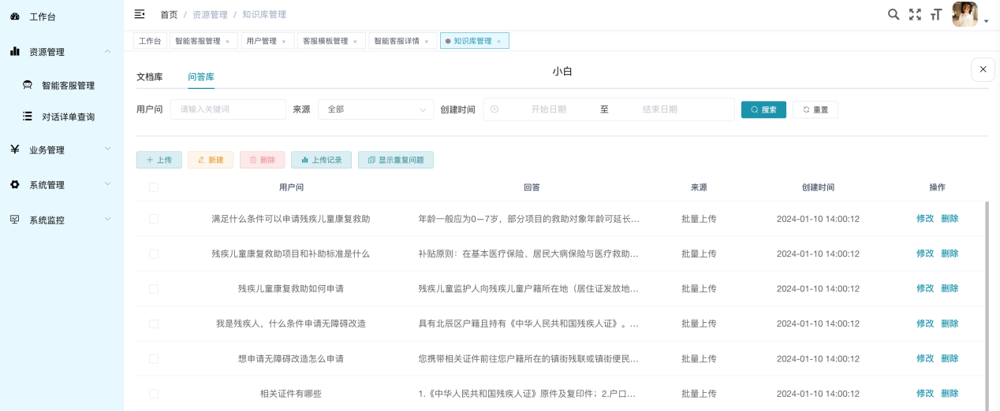 工作台
资源管理
智能客服管理
对话详单查询
业务管理
系统管理
系统监控
首页 / 资源管理 / 知识库管理
工作台 智能客服管理 × 用户管理 × 客服模板管理 × 智能客服详情 × 知识库管理 ×
小白
文档库 问答库
用户问 请输入关键词 来源 全部 创建时间 开始日期 至 结束日期 搜索 重置
上传 新建 删除 上传记录 显示重复问题
用户问 回答 来源 创建时间 操作
满足什么条件可以申请残疾儿童康复救助 年龄一般应为0—7岁，部分项目的救助对象年龄可延长... 批量上传 2024-01-10 14:00:12 修改 删除
残疾儿童康复救助项目和补助标准是什么 补贴原则：在基本医疗保险、居民大病保险与医疗救助... 批量上传 2024-01-10 14:00:12 修改 删除
残疾儿童康复救助如何申请 残疾儿童监护人向残疾儿童户籍所在地（居住证发放地... 批量上传 2024-01-10 14:00:12 修改 删除
我是残疾人，什么条件申请无障碍改造 具有北辰区户籍且持有《中华人民共和国残疾人证》。... 批量上传 2024-01-10 14:00:12 修改 删除
想申请无障碍改造怎么申请 您携带相关证件前往您户籍所在的镇街残联或镇街便民... 批量上传 2024-01-10 14:00:12 修改 删除
相关证件有哪些 1.《中华人民共和国残疾人证》原件及复印件；2.户口... 批量上传 2024-01-10 14:00:12 修改 删除